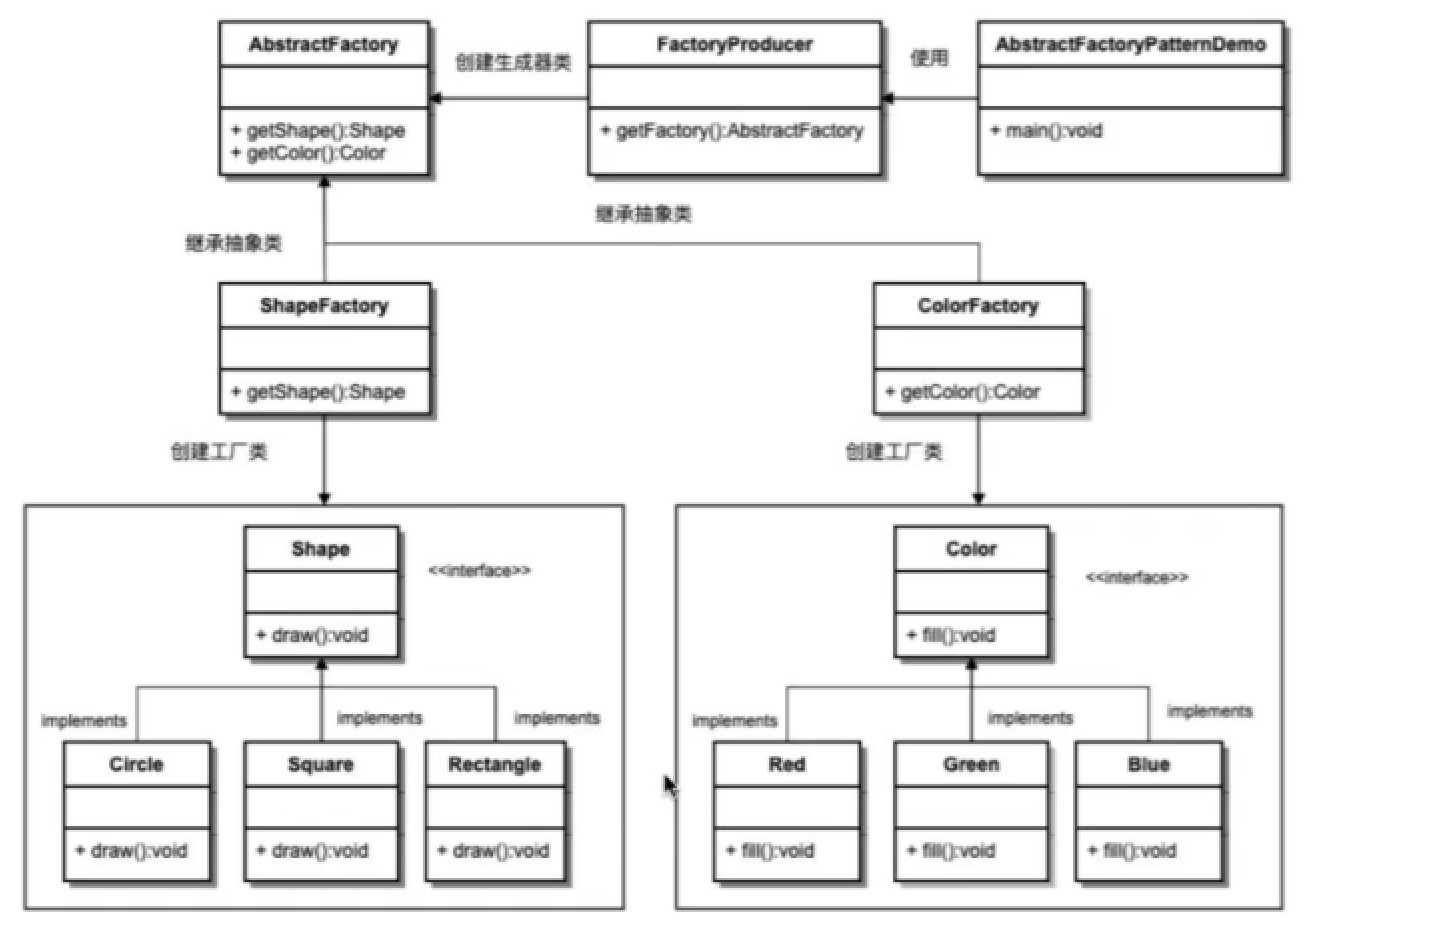 AbstractFactory
+ getShape():Shape
+ getColor():Color
创建生成器类
FactoryProducer
+ getFactory():AbstractFactory
使用
AbstractFactoryPatternDemo
+ main():void
继承抽象类
继承抽象类
ShapeFactory
+ getShape():Shape
ColorFactory
+ getColor():Color
创建工厂类
创建工厂类
Shape
+ draw():void
<<interface>>
implements
implements
implements
Circle
+ draw():void
Square
+ draw():void
Rectangle
+ draw():void
Color
+ fill():void
<<interface>>
implements
implements
implements
Red
+ fill():void
Green
+ fill():void
Blue
+ fill():void